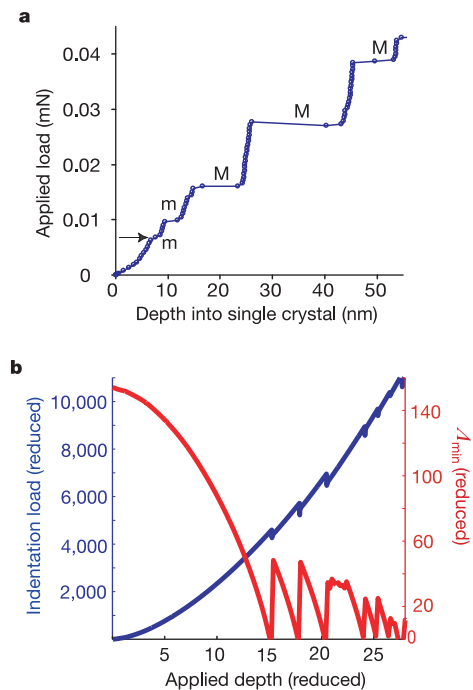 a
0.04
0.03
0.02
0.01
0
Applied load (mN)
M
M
M
m
m
0
10
20
30
40
50
Depth into single crystal (nm)
b
10,000
8,000
6,000
4,000
2,000
Indentation load (reduced)
140
100
60
20
0
Λmin (reduced)
5
10
15
20
25
Applied depth (reduced)